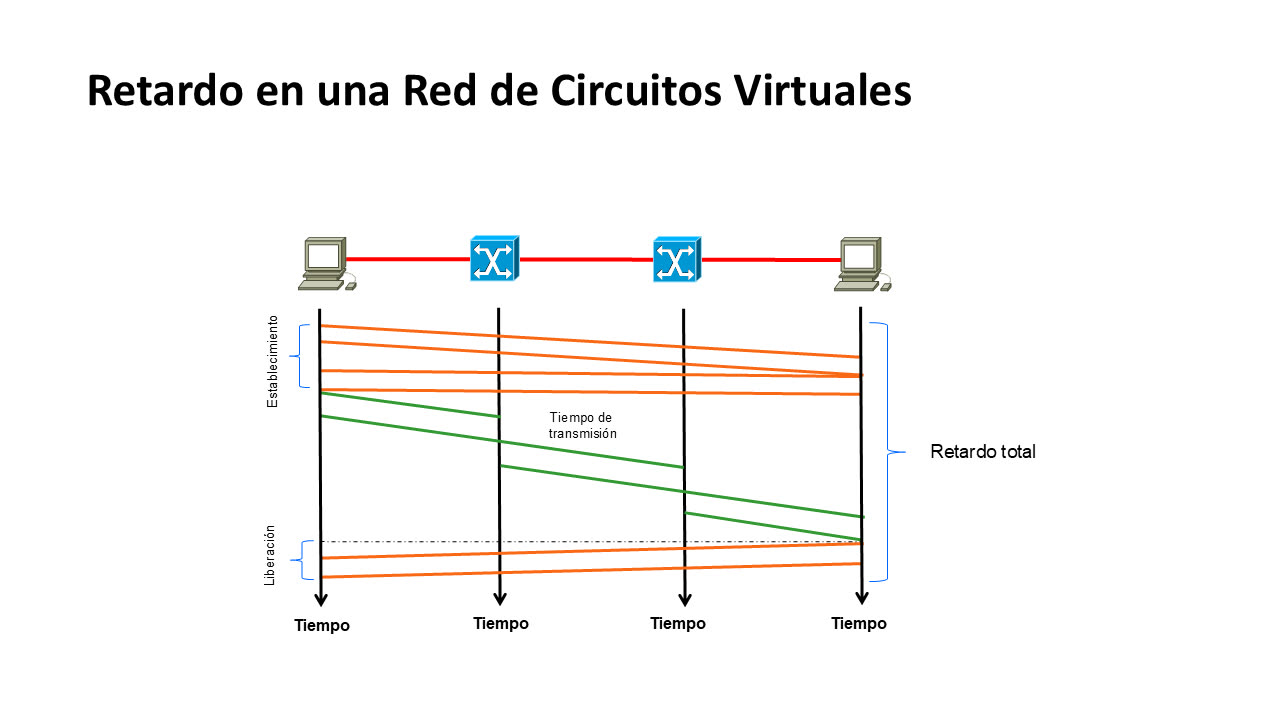 Retardo en una Red de Circuitos Virtuales
Establecimiento
Tiempo de
transmisión
Retardo total
Liberación
Tiempo
Tiempo
Tiempo
Tiempo